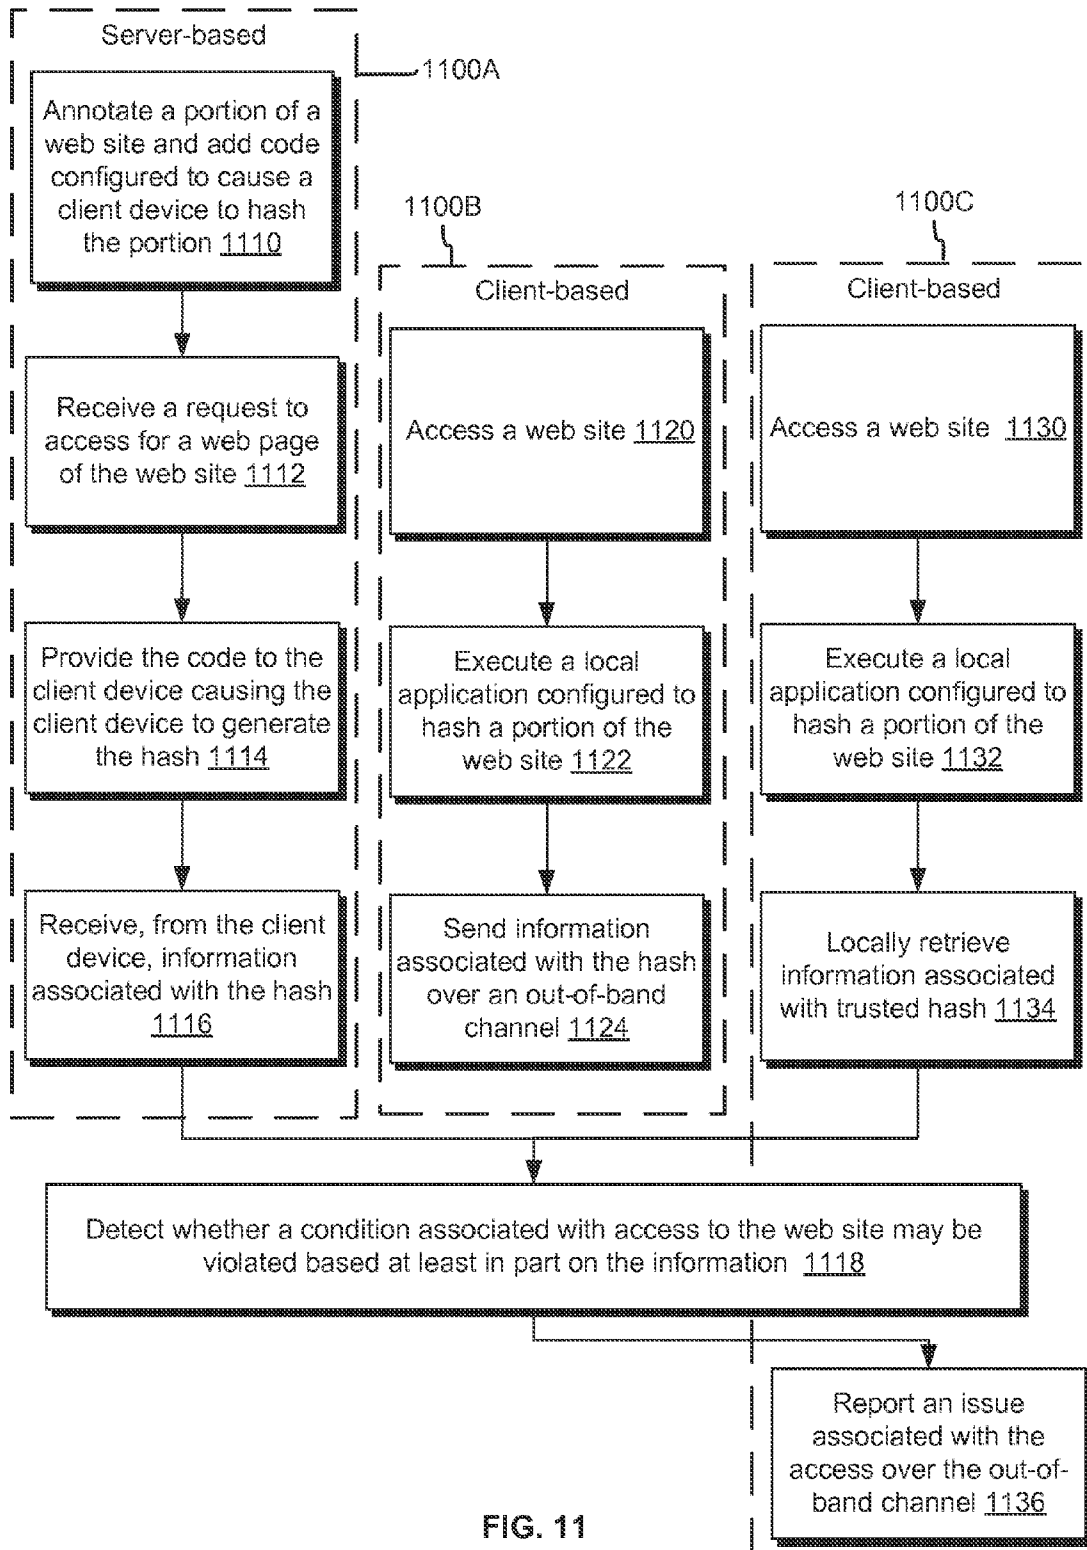 Server-based
1100A
Annotate a portion of a
web site and add code
configured to cause a
client device to hash
the portion 1110
Receive a request to
access for a web page
of the web site 1112
Provide the code to the
client device causing the
client device to generate
the hash 1114
Receive, from the client
device, information
associated with the hash
1116
1100B
Client-based
Access a web site 1120
Execute a local
application configured to
hash a portion of the
web site 1122
Send information
associated with the hash
over an out-of-band
channel 1124
1100C
Client-based
Access a web site 1130
Execute a local
application configured to
hash a portion of the
web site 1132
Locally retrieve
information associated
with trusted hash 1134
Detect whether a condition associated with access to the web site may be
violated based at least in part on the information 1118
Report an issue
associated with the
access over the out-of-
band channel 1136
FIG. 11